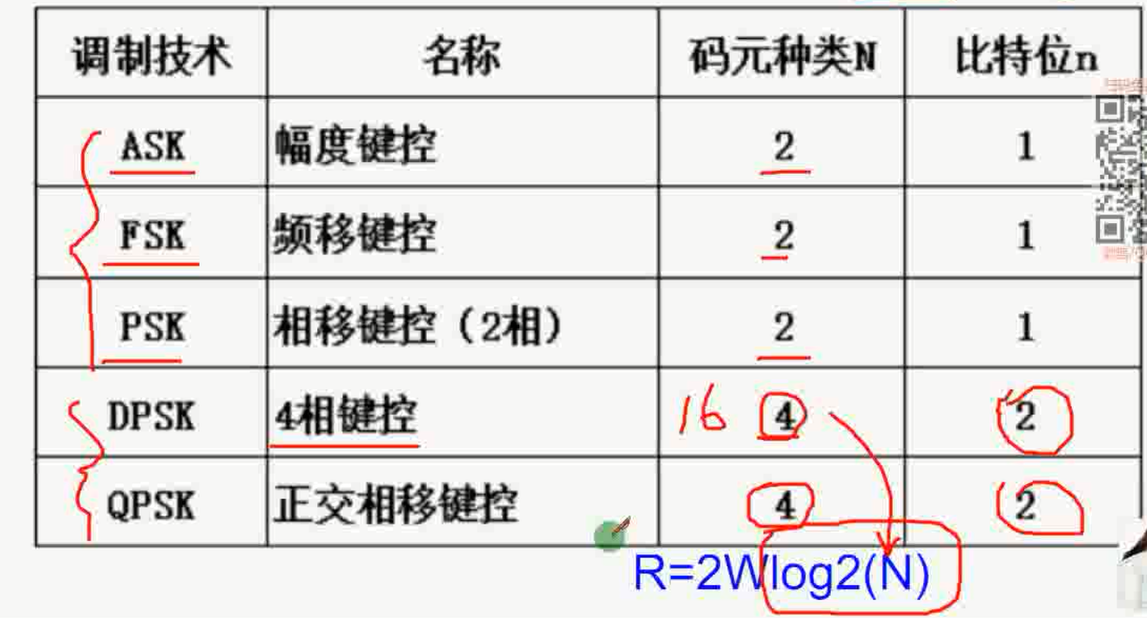 调制技术 名称 码元种类N 比特位n
ASK 幅度键控 2 1
FSK 频移键控 2 1
PSK 相移键控（2相） 2 1
DPSK 4相键控 16 4 2
QPSK 正交相移键控 4 2
R=2Wlog2(N)